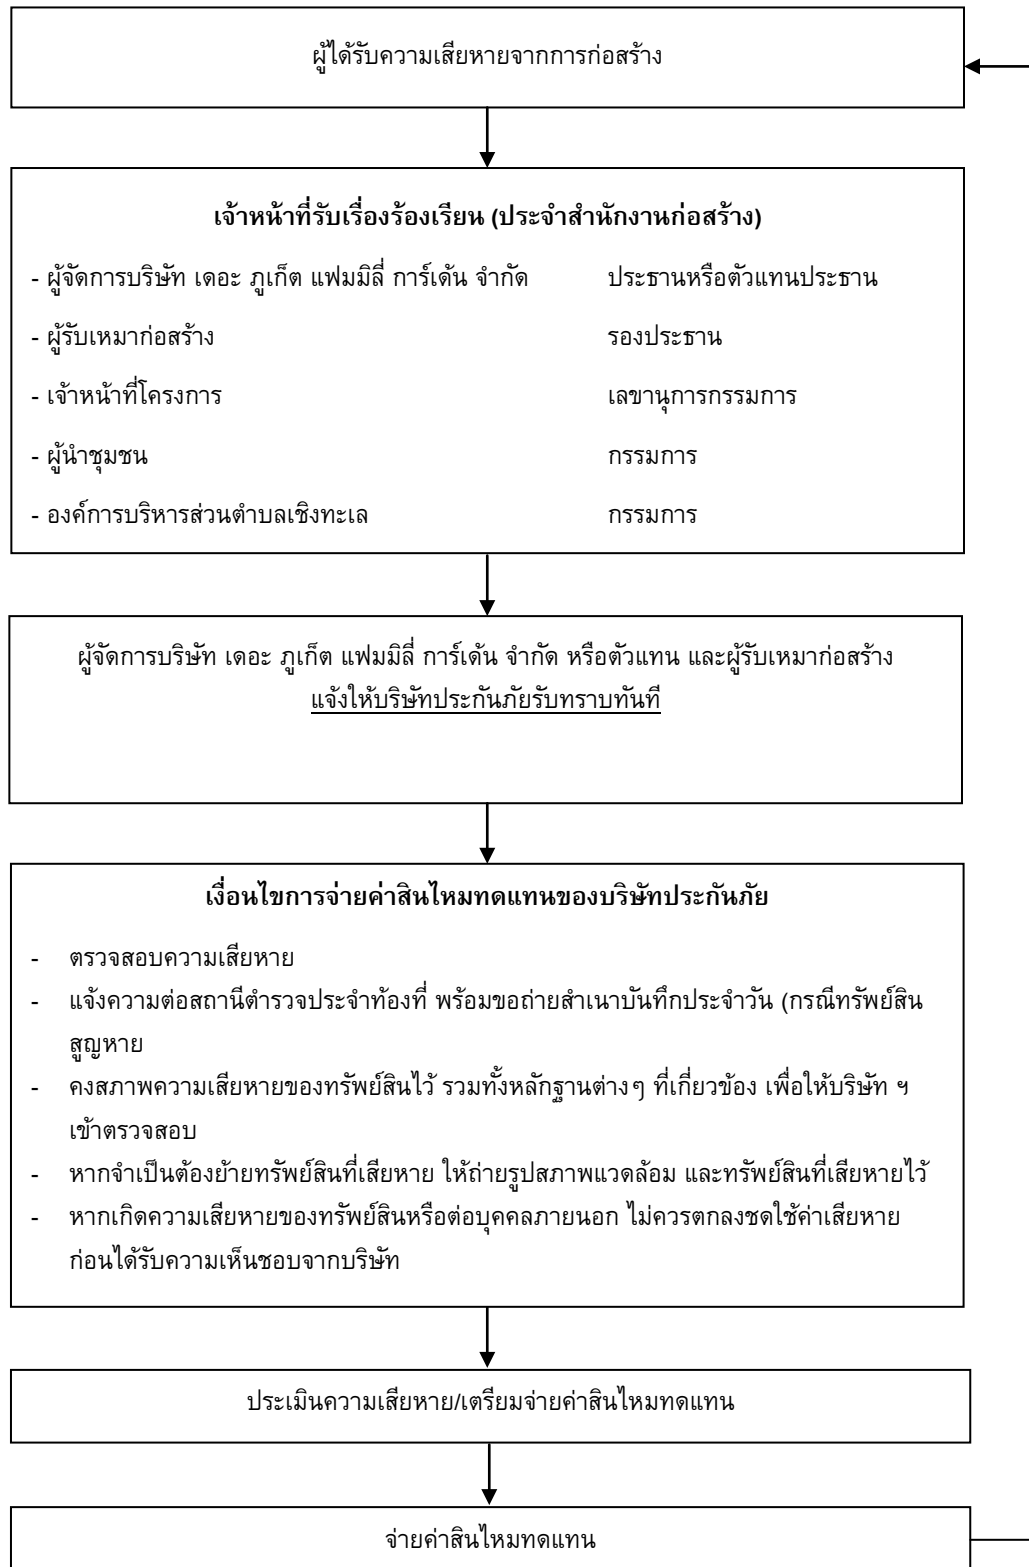 ผู้ได้รับความเสียหายจากการก่อสร้าง
เจ้าหน้าที่รับเรื่องร้องเรียน (ประจำสำนักงานก่อสร้าง)
- ผู้จัดการบริษัท เดอะ ภูเก็ต แฟมมิลี่ การ์เด้น จำกัด ประธานหรือตัวแทนประธาน
- ผู้รับเหมาก่อสร้าง รองประธาน
- เจ้าหน้าที่โครงการ เลขานุการกรรมการ
- ผู้นำชุมชน กรรมการ
- องค์การบริหารส่วนตำบลเชิงทะเล กรรมการ
ผู้จัดการบริษัท เดอะ ภูเก็ต แฟมมิลี่ การ์เด้น จำกัด หรือตัวแทน และผู้รับเหมาก่อสร้าง
แจ้งให้บริษัทประกันภัยรับทราบทันที
เงื่อนไขการจ่ายค่าสินไหมทดแทนของบริษัทประกันภัย
- ตรวจสอบความเสียหาย
- แจ้งความต่อสถานีตำรวจประจำท้องที่ พร้อมขอถ่ายสำเนาบันทึกประจำวัน (กรณีทรัพย์สิน
สูญหาย
- คงสภาพความเสียหายของทรัพย์สินไว้ รวมทั้งหลักฐานต่างๆ ที่เกี่ยวข้อง เพื่อให้บริษัท ฯ
เข้าตรวจสอบ
- หากจำเป็นต้องย้ายทรัพย์สินที่เสียหาย ให้ถ่ายรูปสภาพแวดล้อม และทรัพย์สินที่เสียหายไว้
- หากเกิดความเสียหายของทรัพย์สินหรือต่อบุคคลภายนอก ไม่ควรตกลงชดใช้ค่าเสียหาย
ก่อนได้รับความเห็นชอบจากบริษัท
ประเมินความเสียหาย/เตรียมจ่ายค่าสินไหมทดแทน
จ่ายค่าสินไหมทดแทน